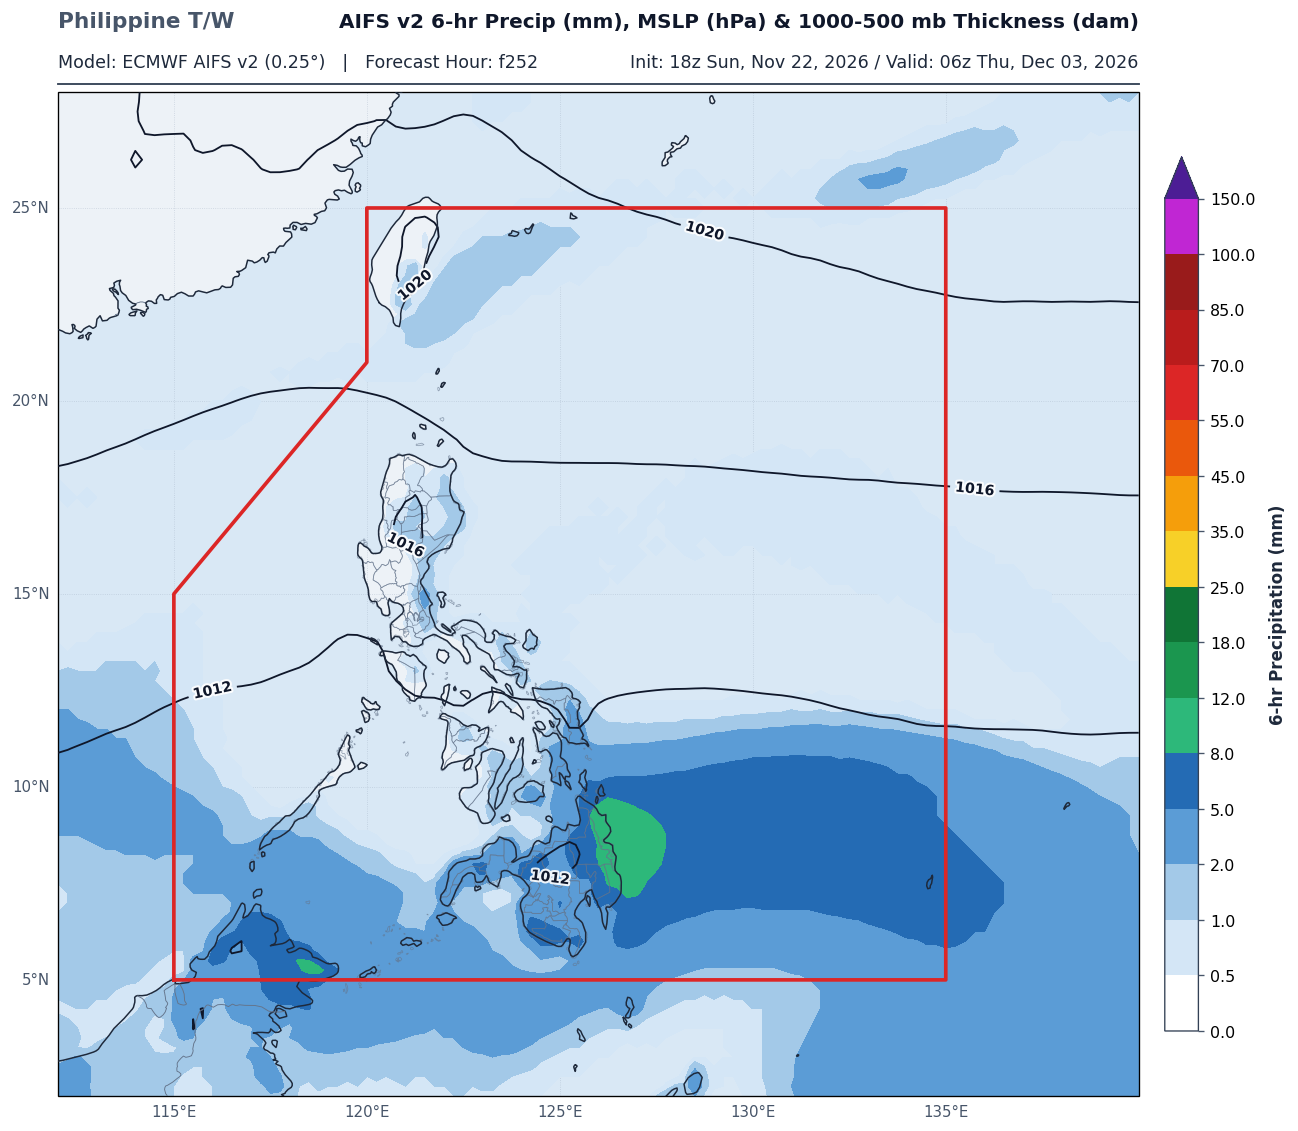 Philippine T/W
AIFS v2 6-hr Precip (mm), MSLP (hPa) & 1000-500 mb Thickness (dam)
Model: ECMWF AIFS v2 (0.25°) | Forecast Hour: f252
Init: 18z Sun, Nov 22, 2026 / Valid: 06z Thu, Dec 03, 2026
25°N
20°N
15°N
10°N
5°N
115°E
120°E
125°E
130°E
135°E
1020
1020
1016
1016
1012
1012
150.0
100.0
85.0
70.0
55.0
45.0
35.0
25.0
18.0
12.0
8.0
5.0
2.0
1.0
0.5
0.0
6-hr Precipitation (mm)